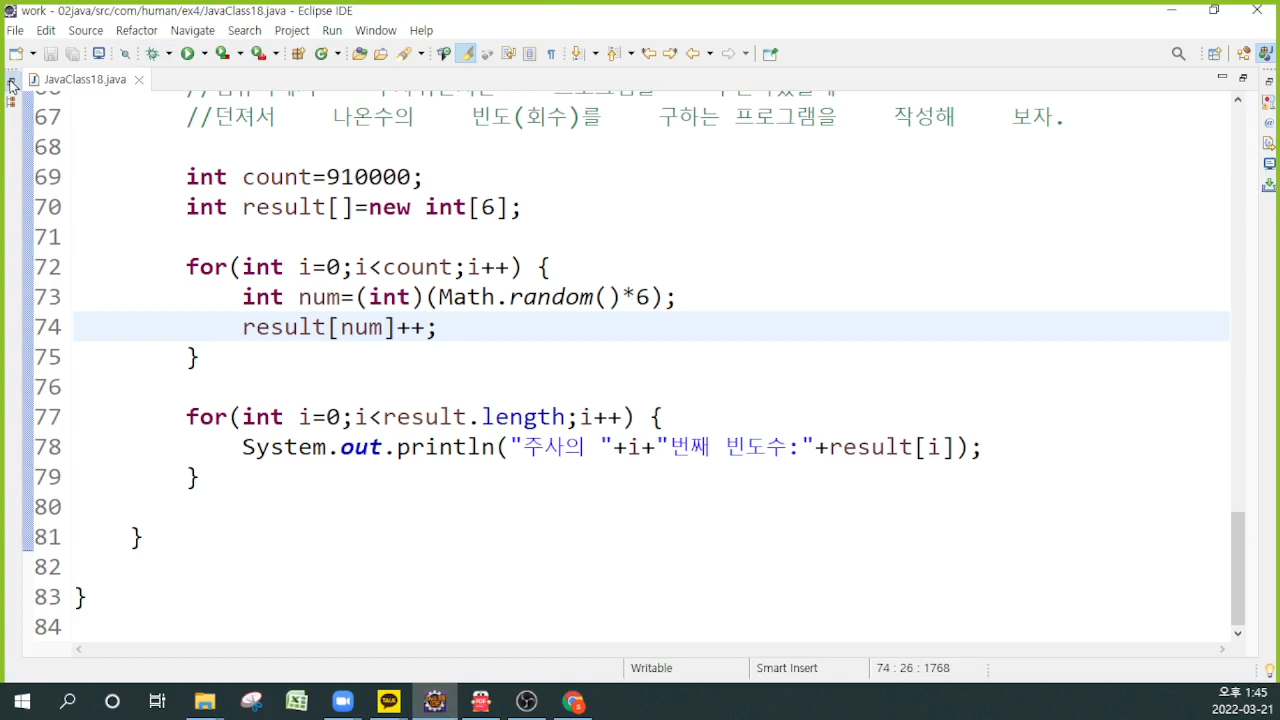 work - 02java/src/com/human/ex4/JavaClass18.java - Eclipse IDE
File Edit Source Refactor Navigate Search Project Run Window Help
JavaClass18.java
67 //던져서 나온수의 빈도(회수)를 구하는 프로그램을 작성해 보자.
68
69 int count=910000;
70 int result[]=new int[6];
71
72 for(int i=0;i<count;i++) {
73 int num=(int)(Math.random()*6);
74 result[num]++;
75 }
76
77 for(int i=0;i<result.length;i++) {
78 System.out.println("주사의 "+i+"번째 빈도수:"+result[i]);
79 }
80
81 }
82
83 }
84
Writable Smart Insert 74 : 26 : 1768
TALK
PDF
오후 1:45
2022-03-21